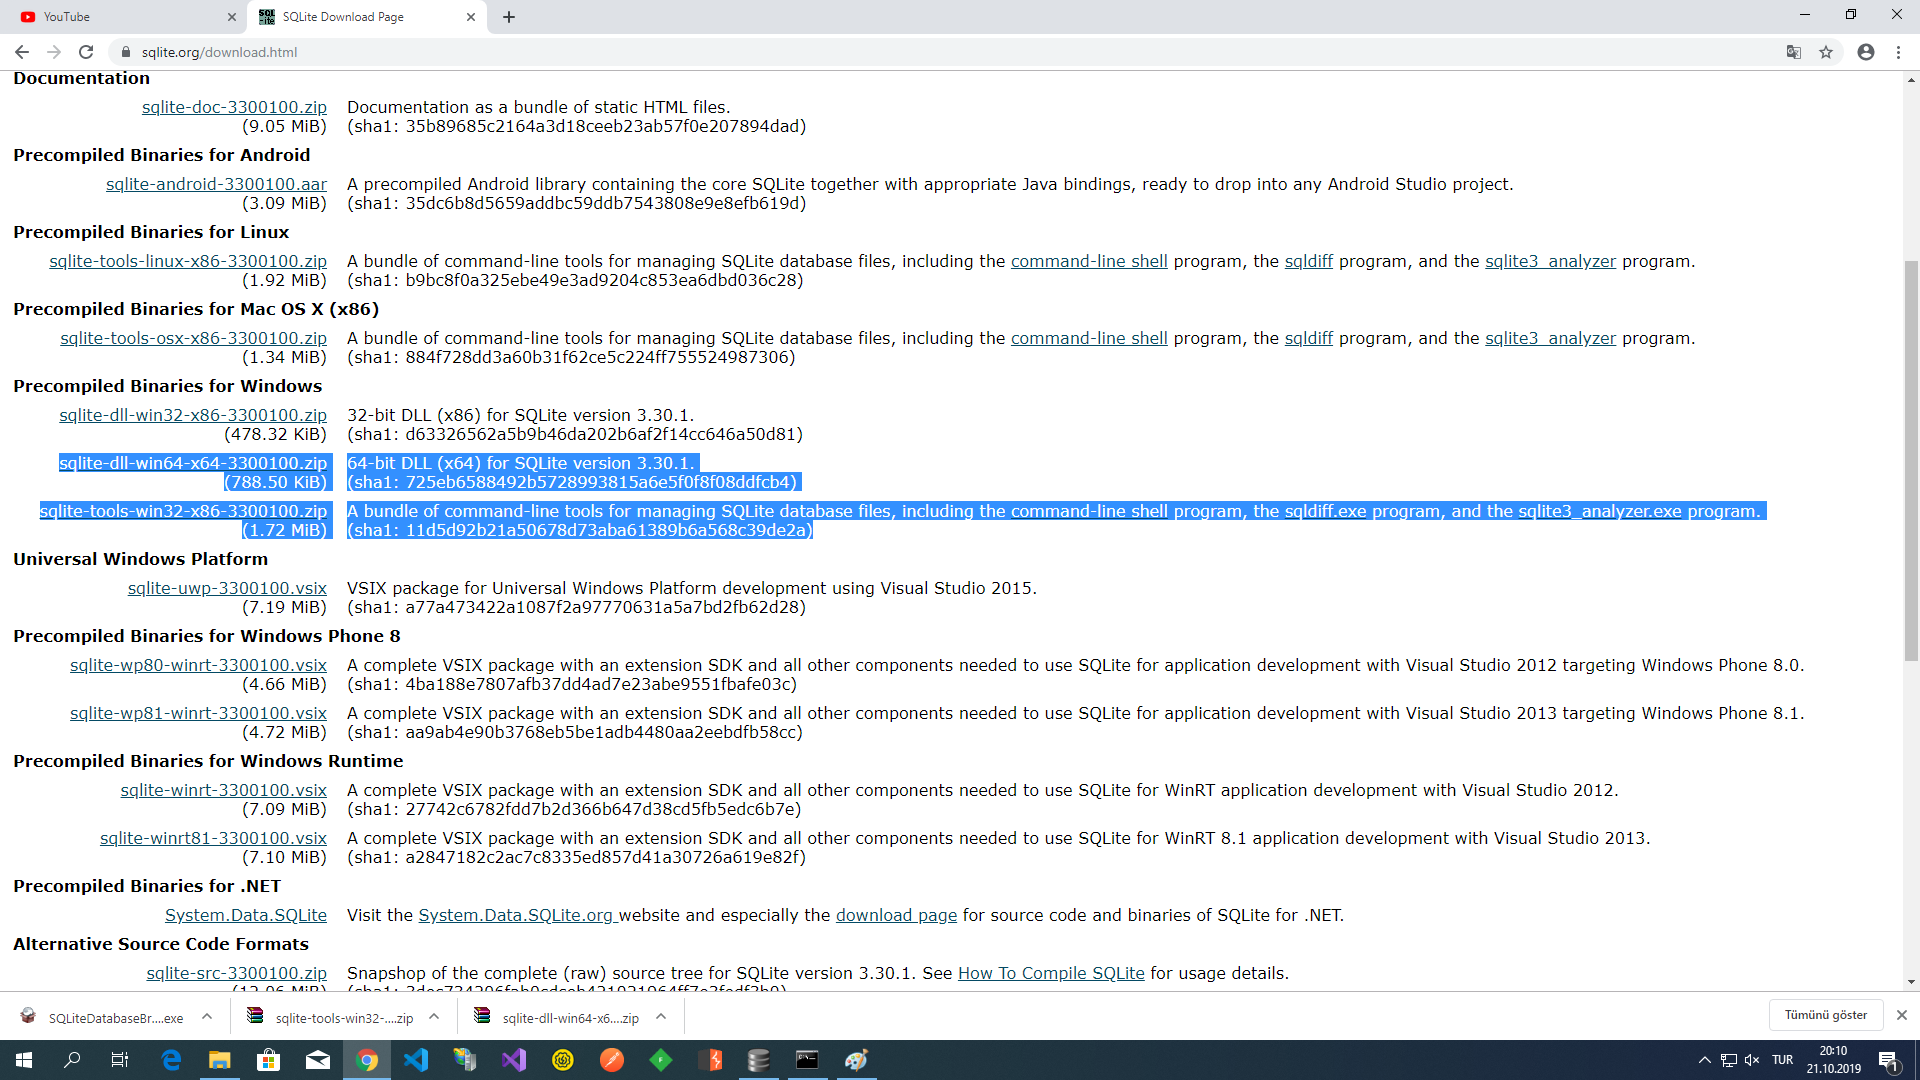 YouTube
SQLite Download Page
sqlite.org/download.html
Documentation
sqlite-doc-3300100.zip Documentation as a bundle of static HTML files.
(9.05 MiB) (sha1: 35b89685c2164a3d18ceeb23ab57f0e207894dad)
Precompiled Binaries for Android
sqlite-android-3300100.aar A precompiled Android library containing the core SQLite together with appropriate Java bindings, ready to drop into any Android Studio project.
(3.09 MiB) (sha1: 35dc6b8d5659addbc59ddb7543808e9e8efb619d)
Precompiled Binaries for Linux
sqlite-tools-linux-x86-3300100.zip A bundle of command-line tools for managing SQLite database files, including the command-line shell program, the sqldiff program, and the sqlite3_analyzer program.
(1.92 MiB) (sha1: b9bc8f0a325ebe49e3ad9204c853ea6dbd036c28)
Precompiled Binaries for Mac OS X (x86)
sqlite-tools-osx-x86-3300100.zip A bundle of command-line tools for managing SQLite database files, including the command-line shell program, the sqldiff program, and the sqlite3_analyzer program.
(1.34 MiB) (sha1: 884f728dd3a60b31f62ce5c224ff755524987306)
Precompiled Binaries for Windows
sqlite-dll-win32-x86-3300100.zip 32-bit DLL (x86) for SQLite version 3.30.1.
(478.32 KiB) (sha1: d63326562a5b9b46da202b6af2f14cc646a50d81)
sqlite-dll-win64-x64-3300100.zip 64-bit DLL (x64) for SQLite version 3.30.1.
(788.50 KiB) (sha1: 725eb6588492b5728993815a6e5f0f8f08ddfcb4)
sqlite-tools-win32-x86-3300100.zip A bundle of command-line tools for managing SQLite database files, including the command-line shell program, the sqldiff.exe program, and the sqlite3_analyzer.exe program.
(1.72 MiB) (sha1: 11d5d92b21a50678d73aba61389b6a568c39de2a)
Universal Windows Platform
sqlite-uwp-3300100.vsix VSIX package for Universal Windows Platform development using Visual Studio 2015.
(7.19 MiB) (sha1: a77a473422a1087f2a97770631a5a7bd2fb62d28)
Precompiled Binaries for Windows Phone 8
sqlite-wp80-winrt-3300100.vsix A complete VSIX package with an extension SDK and all other components needed to use SQLite for application development with Visual Studio 2012 targeting Windows Phone 8.0.
(4.66 MiB) (sha1: 4ba188e7807afb37dd4ad7e23abe9551fbafe03c)
sqlite-wp81-winrt-3300100.vsix A complete VSIX package with an extension SDK and all other components needed to use SQLite for application development with Visual Studio 2013 targeting Windows Phone 8.1.
(4.72 MiB) (sha1: aa9ab4e90b3768eb5be1adb4480aa2eebdfb58cc)
Precompiled Binaries for Windows Runtime
sqlite-winrt-3300100.vsix A complete VSIX package with an extension SDK and all other components needed to use SQLite for WinRT application development with Visual Studio 2012.
(7.09 MiB) (sha1: 27742c6782fdd7b2d366b647d38cd5fb5edc6b7e)
sqlite-winrt81-3300100.vsix A complete VSIX package with an extension SDK and all other components needed to use SQLite for WinRT 8.1 application development with Visual Studio 2013.
(7.10 MiB) (sha1: a2847182c2ac7c8335ed857d41a30726a619e82f)
Precompiled Binaries for .NET
System.Data.SQLite Visit the System.Data.SQLite.org website and especially the download page for source code and binaries of SQLite for .NET.
Alternative Source Code Formats
sqlite-src-3300100.zip Snapshop of the complete (raw) source tree for SQLite version 3.30.1. See How To Compile SQLite for usage details.
SQLiteDatabaseBr....exe
sqlite-tools-win32-....zip
sqlite-dll-win64-x6....zip
Tümünü göster
TUR
20:10
21.10.2019
1